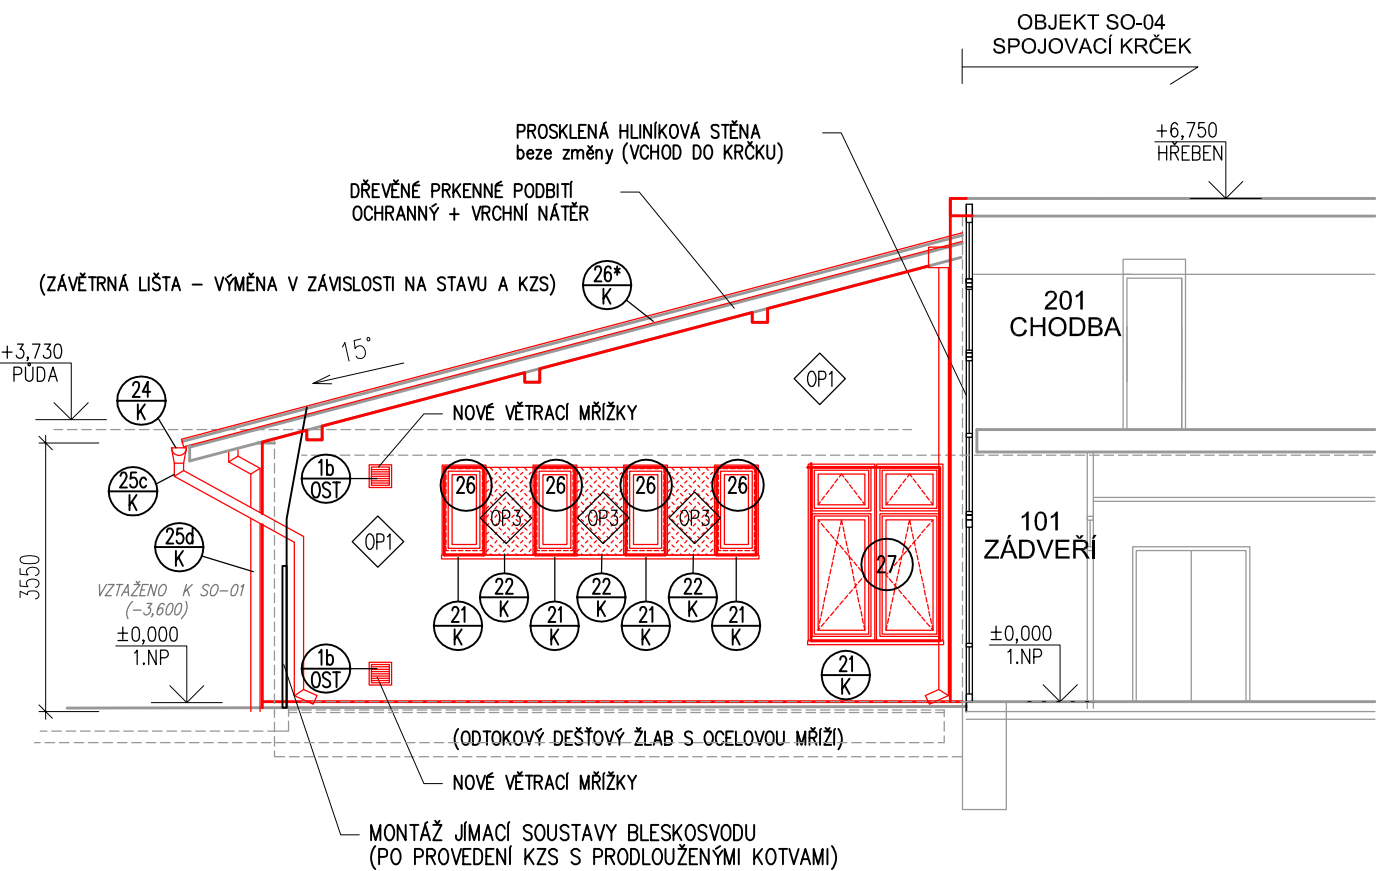 OBJEKT SO-04
SPOJOVACÍ KRČEK
PROSKLENÁ HLINÍKOVÁ STĚNA
beze změny (VCHOD DO KRČKU)
+6,750
HŘEBEN
DŘEVĚNÉ PRKENNÉ PODBITÍ
OCHRANNÝ + VRCHNÍ NÁTĚR
(ZÁVĚTRNÁ LIŠTA – VÝMĚNA V ZÁVISLOSTI NA STAVU A KZS)
26*
K
201
CHODBA
+3,730
PŮDA
15°
OP1
24
K
NOVÉ VĚTRACÍ MŘÍŽKY
25c
K
1b
OST
26
26
26
26
OP3
OP3
OP3
25d
K
OP1
101
ZÁDVEŘÍ
27
3550
VZTAŽENO K SO-01
(-3,600)
22
K
22
K
22
K
21
K
21
K
21
K
21
K
±0,000
1.NP
±0,000
1.NP
1b
OST
21
K
(ODTOKOVÝ DEŠŤOVÝ ŽLAB S OCELOVOU MŘÍŽÍ)
NOVÉ VĚTRACÍ MŘÍŽKY
MONTÁŽ JÍMACÍ SOUSTAVY BLESKOSVODU
(PO PROVEDENÍ KZS S PRODLOUŽENÝMI KOTVAMI)